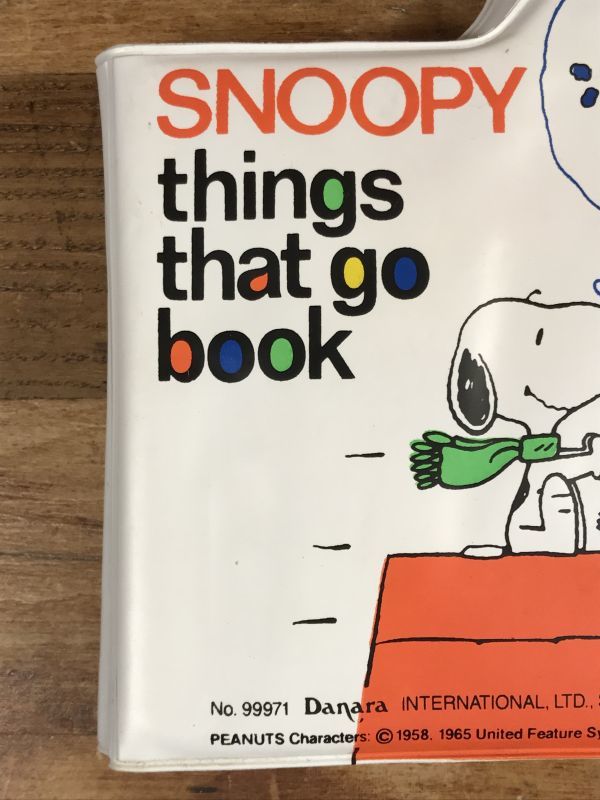 SNOOPY
things
that go
book
No. 99971 Danara INTERNATIONAL, LTD.,
PEANUTS Characters: © 1958. 1965 United Feature